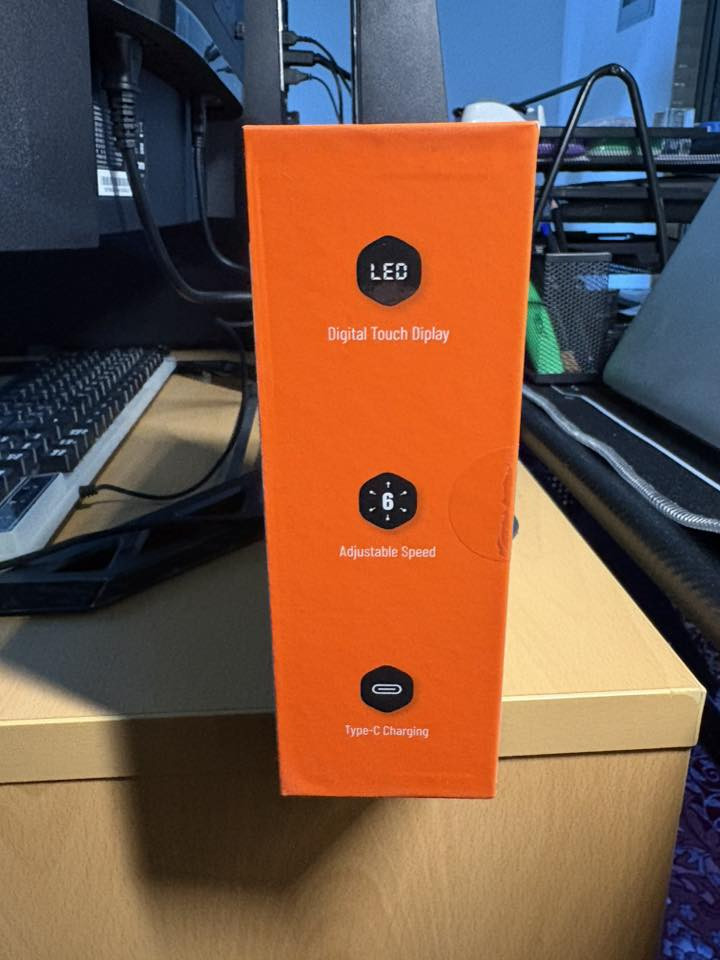 LED
Digital Touch Diplay
6
Adjustable Speed
Type-C Charging